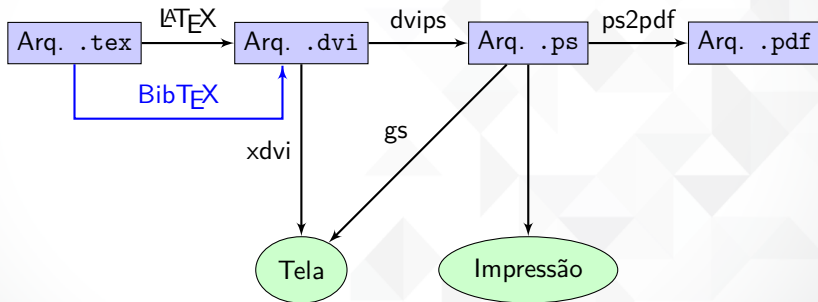 LATEX dvips ps2pdf
Arq. .tex Arq. .dvi Arq. .ps Arq. .pdf
BibTEX
xdvi gs
Tela Impressão